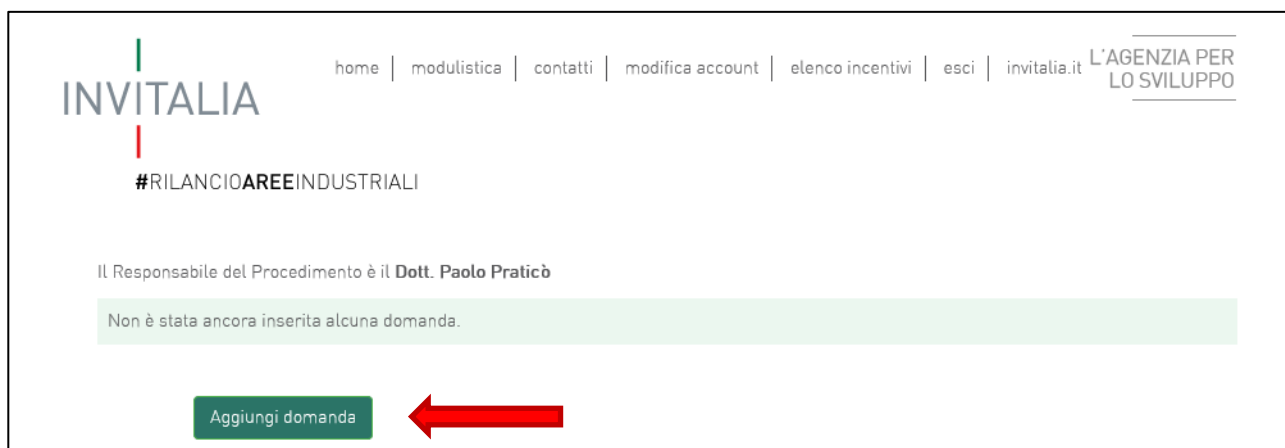 INVITALIA
home | modulistica | contatti | modifica account | elenco incentivi | esci | invitalia.it
L'AGENZIA PER
LO SVILUPPO
#RILANCIOAREEINDUSTRIALI
Il Responsabile del Procedimento è il Dott. Paolo Praticò
Non è stata ancora inserita alcuna domanda.
Aggiungi domanda